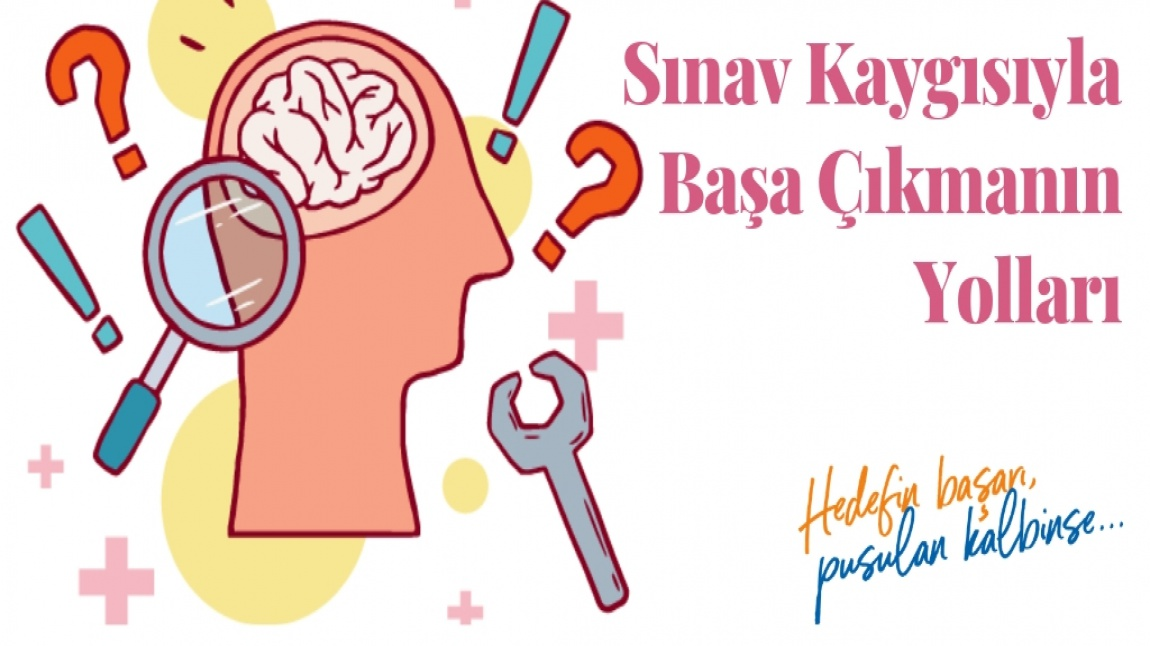 Sınav Kaygısıyla
Başa Çıkmanın
Yolları
Hedefin başarı,
pusulan kalbinse...